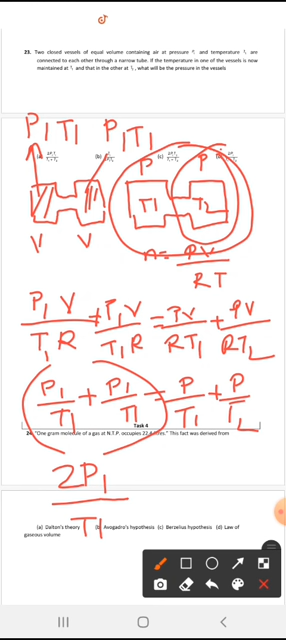 23. Two closed vessels of equal volume containing air at pressure P₁ and temperature T₁ are
connected to each other through a narrow tube. If the temperature in one of the vessels is now
maintained at T₁ and that in the other at T₂, what will be the pressure in the vessels
P₁T₁ P₁T₁
(a) (b) (c) (d)
P P
T₁ T₂
V V
n = PV/RT
P₁V/T₁R + P₁V/T₁R = PV/RT₁ + PV/RT₂
P₁/T₁ + P₁/T₁ = P/T₁ + P/T₂
Task 4
24. "One gram molecule of a gas at N.T.P. occupies 22.4 litres." This fact was derived from
2P₁/T₁
(a) Dalton's theory (b) Avogadro's hypothesis (c) Berzelius hypothesis (d) Law of
gaseous volume